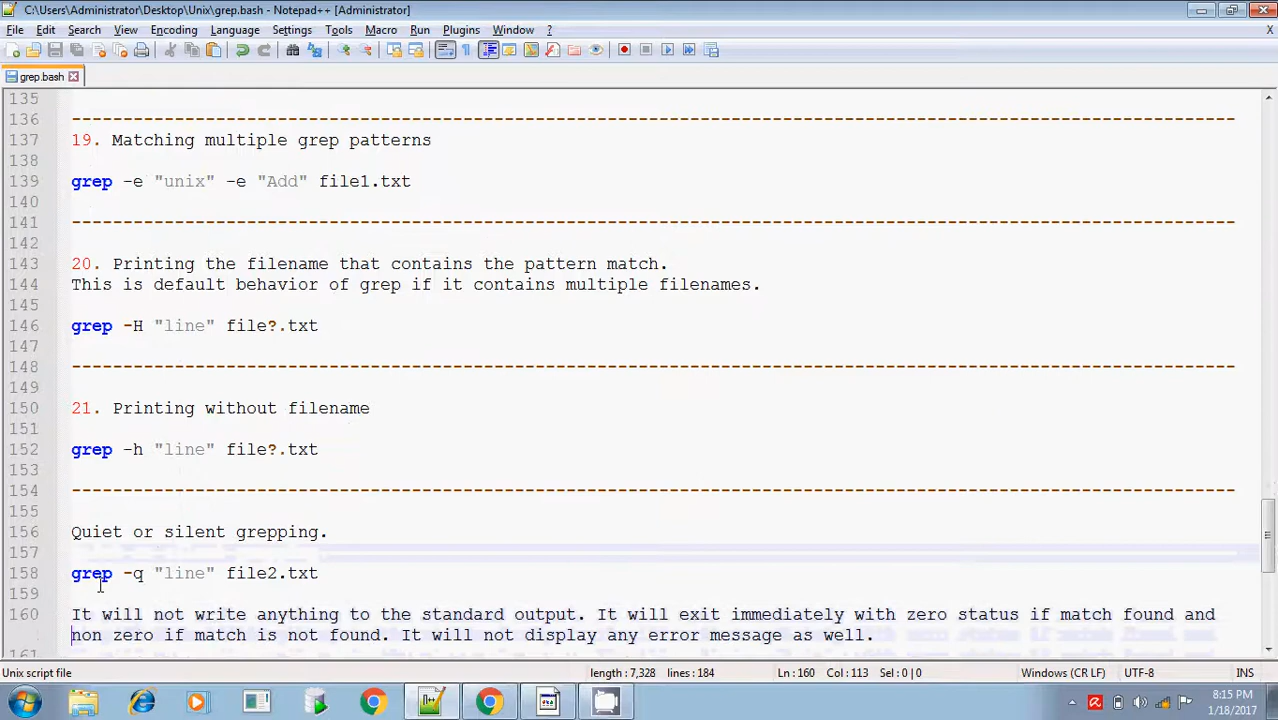 C:\Users\Administrator\Desktop\Unix\grep.bash - Notepad++ [Administrator]
File Edit Search View Encoding Language Settings Tools Macro Run Plugins Window ? X
grep.bash
135
136 ----------------------------------------------------------------------------------------------------------------
137 19. Matching multiple grep patterns
138
139 grep -e "unix" -e "Add" file1.txt
140
141 ----------------------------------------------------------------------------------------------------------------
142
143 20. Printing the filename that contains the pattern match.
144 This is default behavior of grep if it contains multiple filenames.
145
146 grep -H "line" file?.txt
147
148 ----------------------------------------------------------------------------------------------------------------
149
150 21. Printing without filename
151
152 grep -h "line" file?.txt
153
154 ----------------------------------------------------------------------------------------------------------------
155
156 Quiet or silent grepping.
157
158 grep -q "line" file2.txt
159
160 It will not write anything to the standard output. It will exit immediately with zero status if match found and
non zero if match is not found. It will not display any error message as well.
161
Unix script file length : 7,328 lines : 184 Ln : 160 Col : 113 Sel : 0 | 0 Windows (CR LF) UTF-8 INS
8:15 PM
1/18/2017